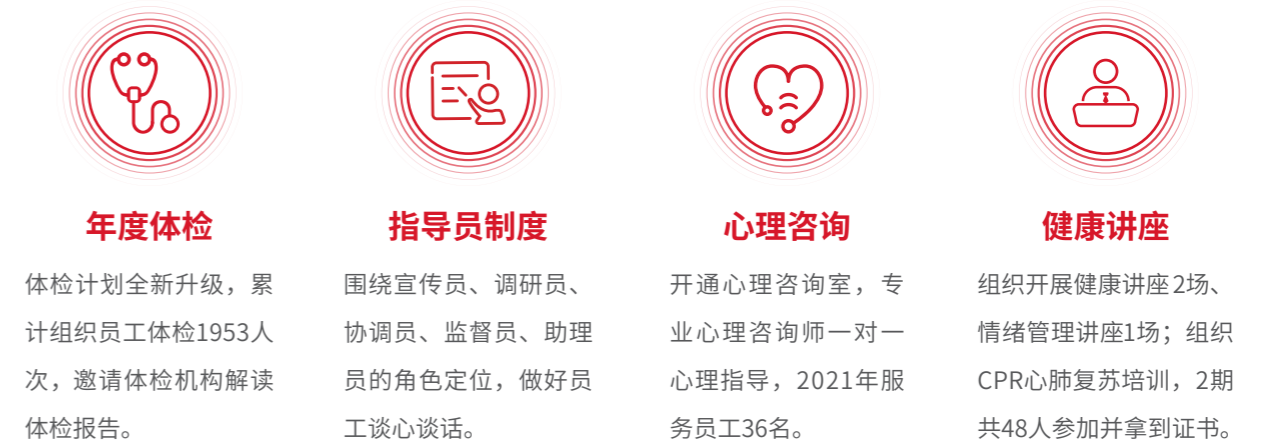 年度体检
体检计划全新升级，累
计组织员工体检1953人
次，邀请体检机构解读
体检报告。
指导员制度
围绕宣传员、调研员、
协调员、监督员、助理
员的角色定位，做好员
工谈心谈话。
心理咨询
开通心理咨询室，专
业心理咨询师一对一
心理指导，2021年服
务员工36名。
健康讲座
组织开展健康讲座2场、
情绪管理讲座1场；组织
CPR心肺复苏培训，2期
共48人参加并拿到证书。